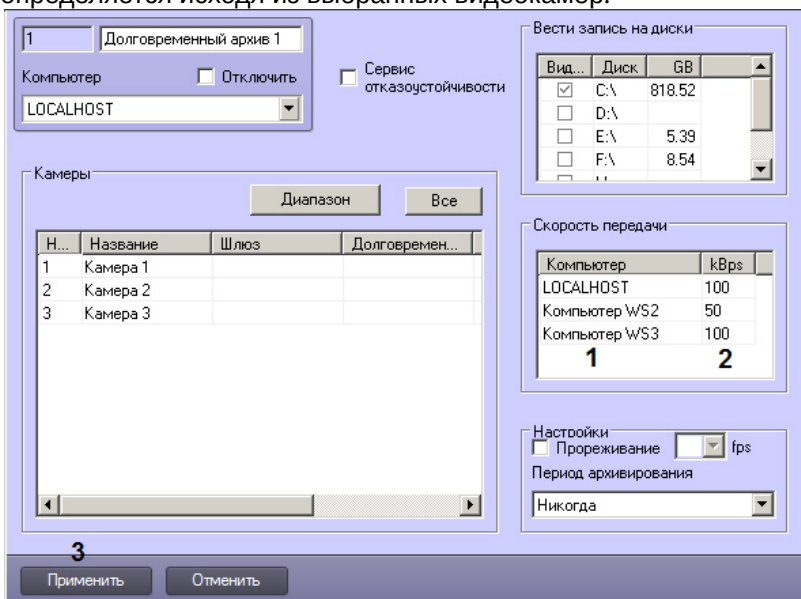 определяется исходя из выбранных видеокамер.
1 Долговременный архив 1
Компьютер Отключить
LOCALHOST
Сервис
отказоустойчивости
Вести запись на диски
Вид... Диск GB
C:\ 818.52
D:\
E:\ 5.39
F:\ 8.54
Камеры
Диапазон Все
Н... Название Шлюз Долговремен...
1 Камера 1
2 Камера 2
3 Камера 3
Скорость передачи
Компьютер kBps
LOCALHOST 100
Компьютер WS2 50
Компьютер WS3 100
1 2
Настройки
Прореживание fps
Период архивирования
Никогда
3
Применить Отменить